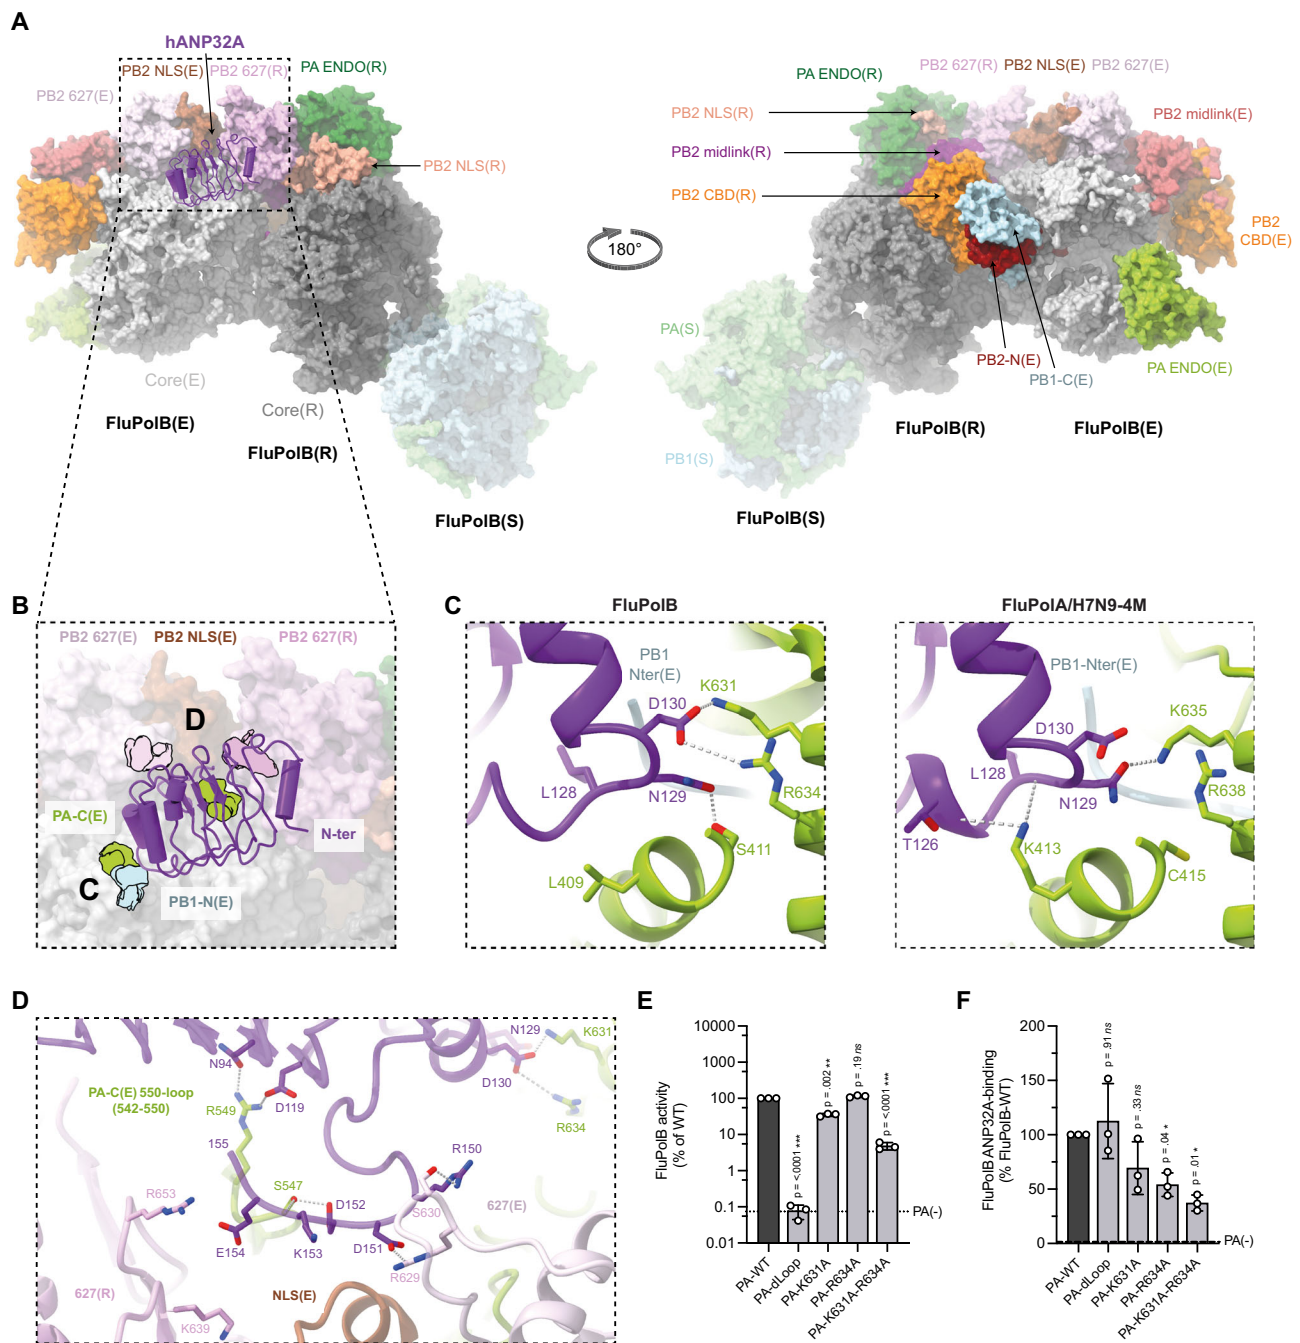 A
hANP32A
PB2 NLS(E)
PB2 627(R)
PA ENDO(R)
PB2 627(E)
PB2 NLS(R)
Core(E)
FluPolB(E)
Core(R)
FluPolB(R)
FluPolB(S)
180°
PB2 627(R)
PB2 NLS(E)
PB2 627(E)
PA ENDO(R)
PB2 NLS(R)
PB2 midlink(E)
PB2 midlink(R)
PB2 CBD(R)
PB2
CBD(E)
PA(S)
PB2-N(E)
PB1-C(E)
PA ENDO(E)
FluPolB(R)
FluPolB(E)
PB1(S)
FluPolB(S)
B
PB2 627(E)
PB2 NLS(E)
PB2 627(R)
D
PA-C(E)
N-ter
C
PB1-N(E)
C
FluPolB
PB1
Nter(E)
K631
D130
L128
N129
R634
S411
L409
FluPolA/H7N9-4M
PB1-Nter(E)
D130
K635
L128
N129
R638
T126
K413
C415
D
N94
N129
K631
PA-C(E) 550-loop
(542-550)
D119
D130
R549
R634
155
R150
S547
D152
R653
S630
627(E)
E154
K153
D151
R629
627(R)
NLS(E)
K639
E
FluPolB activity
(% of WT)
10000
1000
100
10
1
0.1
0.01
p = <.0001 ***
p = .002 **
p = .19 ns
p = <.0001 ***
PA(-)
PA-WT
PA-dLoop
PA-K631A
PA-R634A
PA-K631A-R634A
F
FluPolB ANP32A-binding
(% FluPolB-WT)
200
150
100
50
0
p = .91 ns
p = .33 ns
p = .04 *
p = .01 *
PA(-)
PA-WT
PA-dLoop
PA-K631A
PA-R634A
PA-K631A-R634A